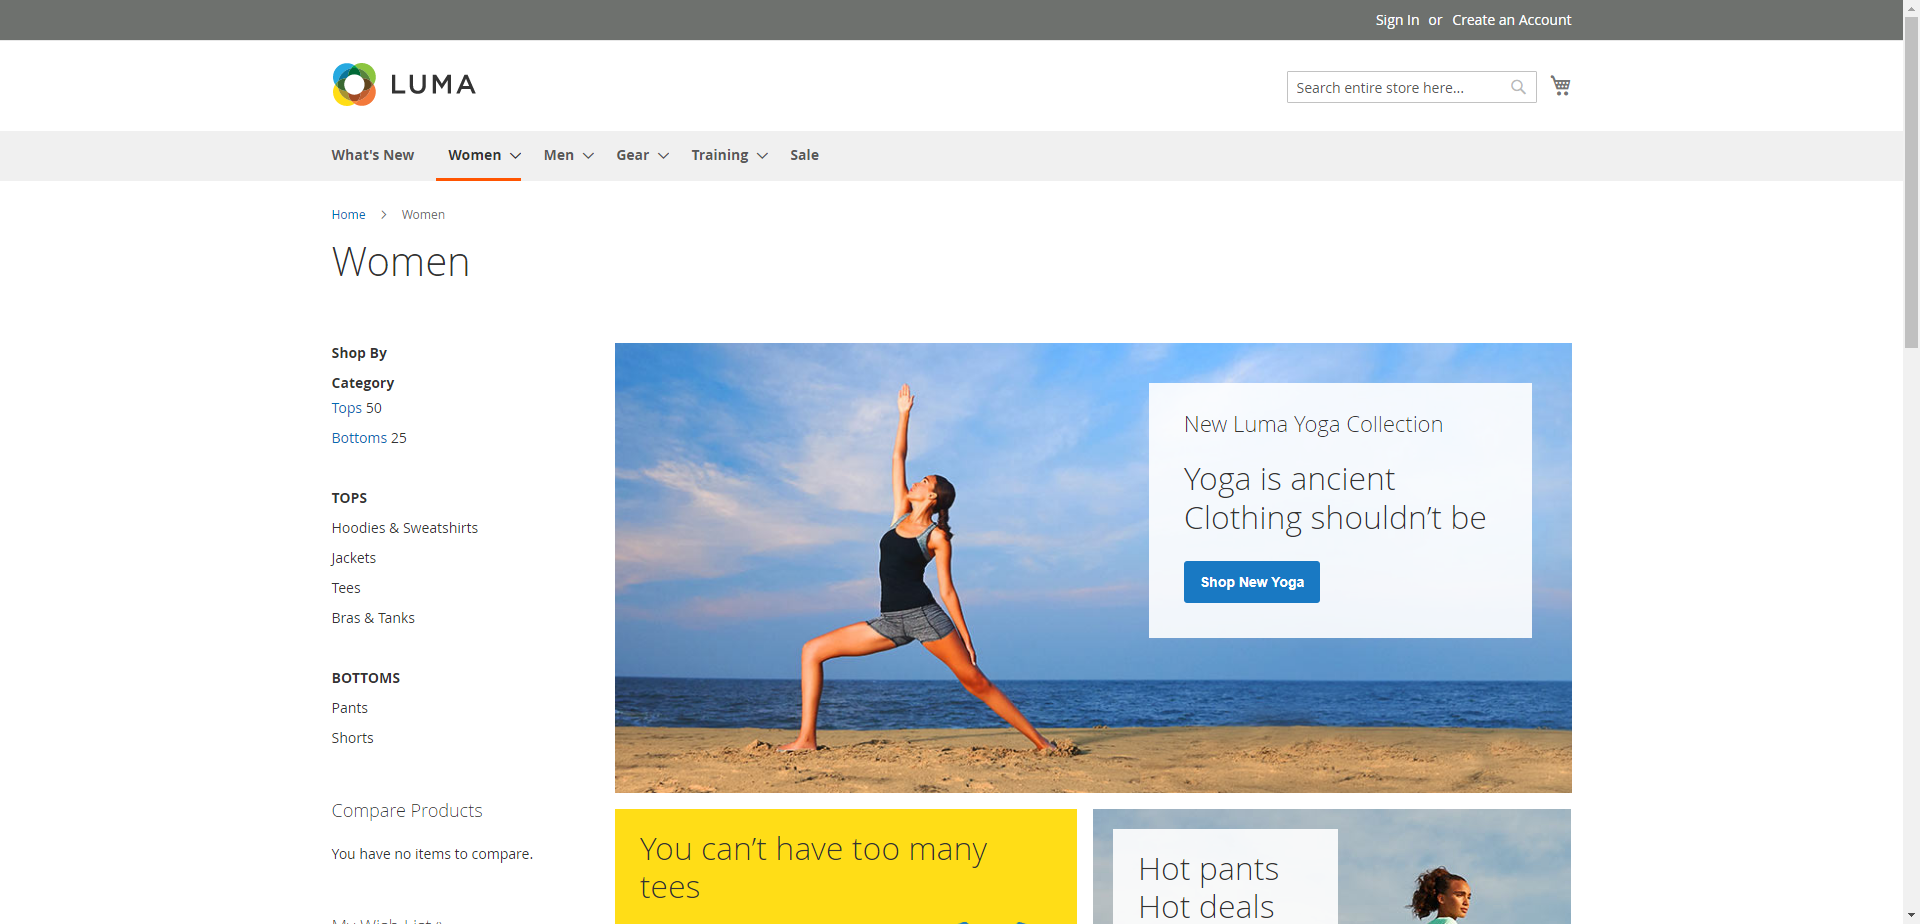 Sign In or Create an Account
LUMA
Search entire store here...
What's New Women Men Gear Training Sale
Home Women
Women
Shop By
Category
Tops 50
Bottoms 25
TOPS
Hoodies & Sweatshirts
Jackets
Tees
Bras & Tanks
BOTTOMS
Pants
Shorts
Compare Products
You have no items to compare.
New Luma Yoga Collection
Yoga is ancient
Clothing shouldn’t be
Shop New Yoga
You can’t have too many
tees
Hot pants
Hot deals